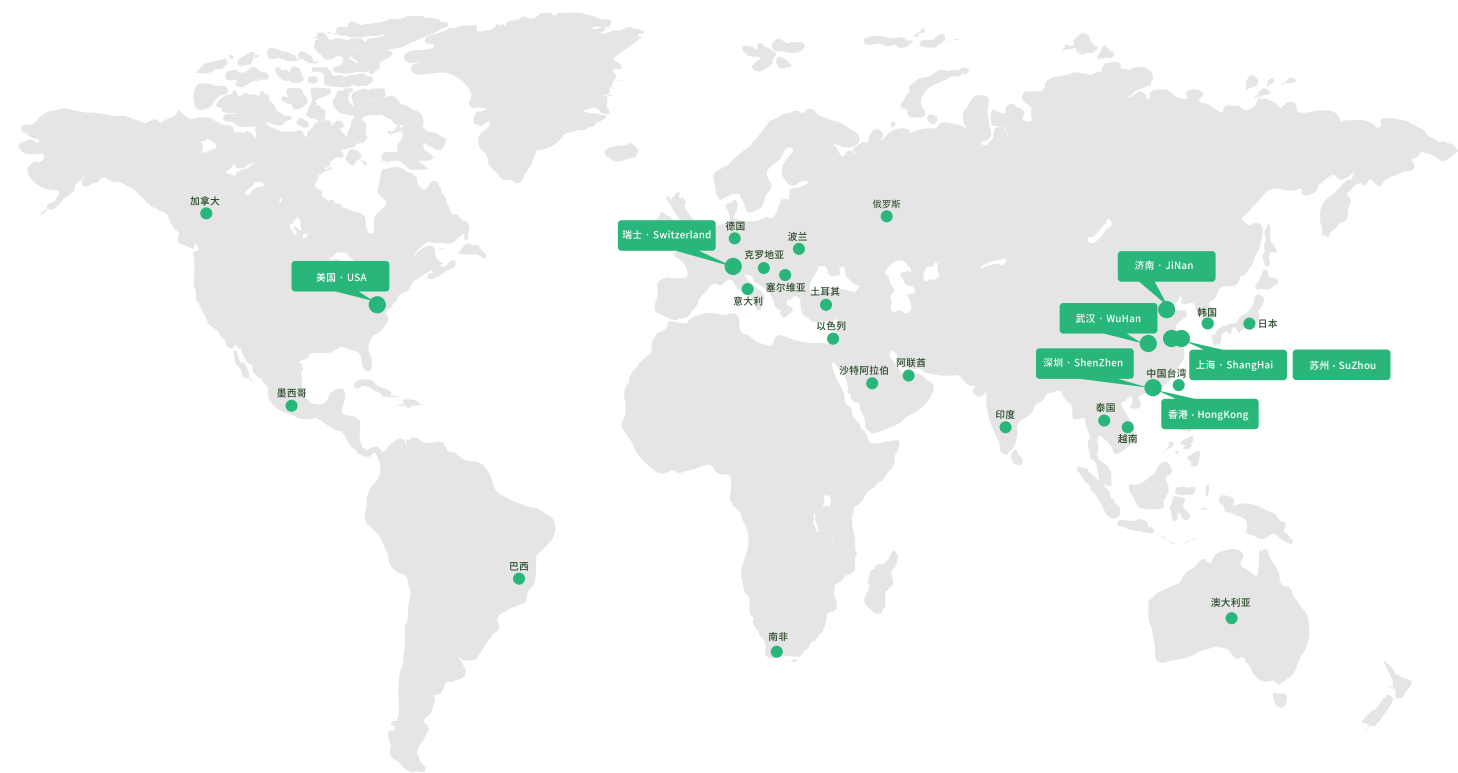 加拿大
俄罗斯
德国
瑞士 · Switzerland
波兰
克罗地亚
济南 · JiNan
美国 · USA
塞尔维亚
土耳其
意大利
韩国
武汉 · WuHan
日本
以色列
阿联酋
深圳 · ShenZhen
上海 · ShangHai
苏州 · SuZhou
沙特阿拉伯
中国台湾
墨西哥
泰国
香港 · HongKong
印度
越南
巴西
澳大利亚
南非